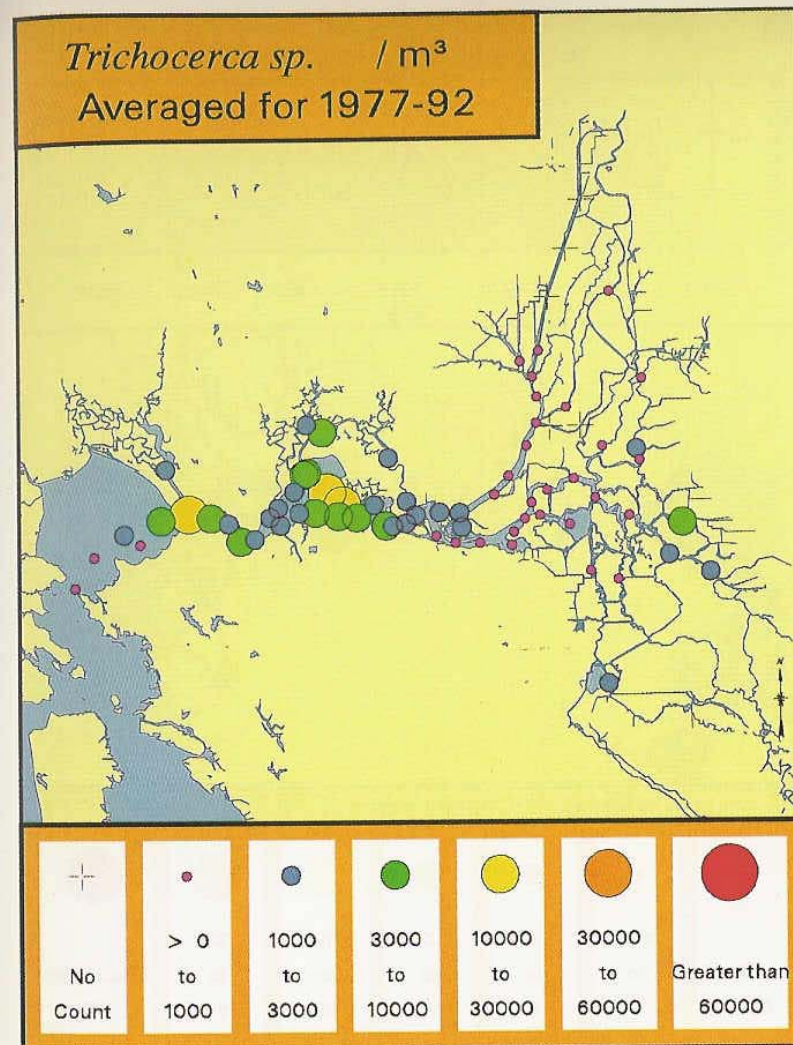 Trichocerca sp. / m³
Averaged for 1977-92
N
No
Count
> 0
to
1000
1000
to
3000
3000
to
10000
10000
to
30000
30000
to
60000
Greater than
60000